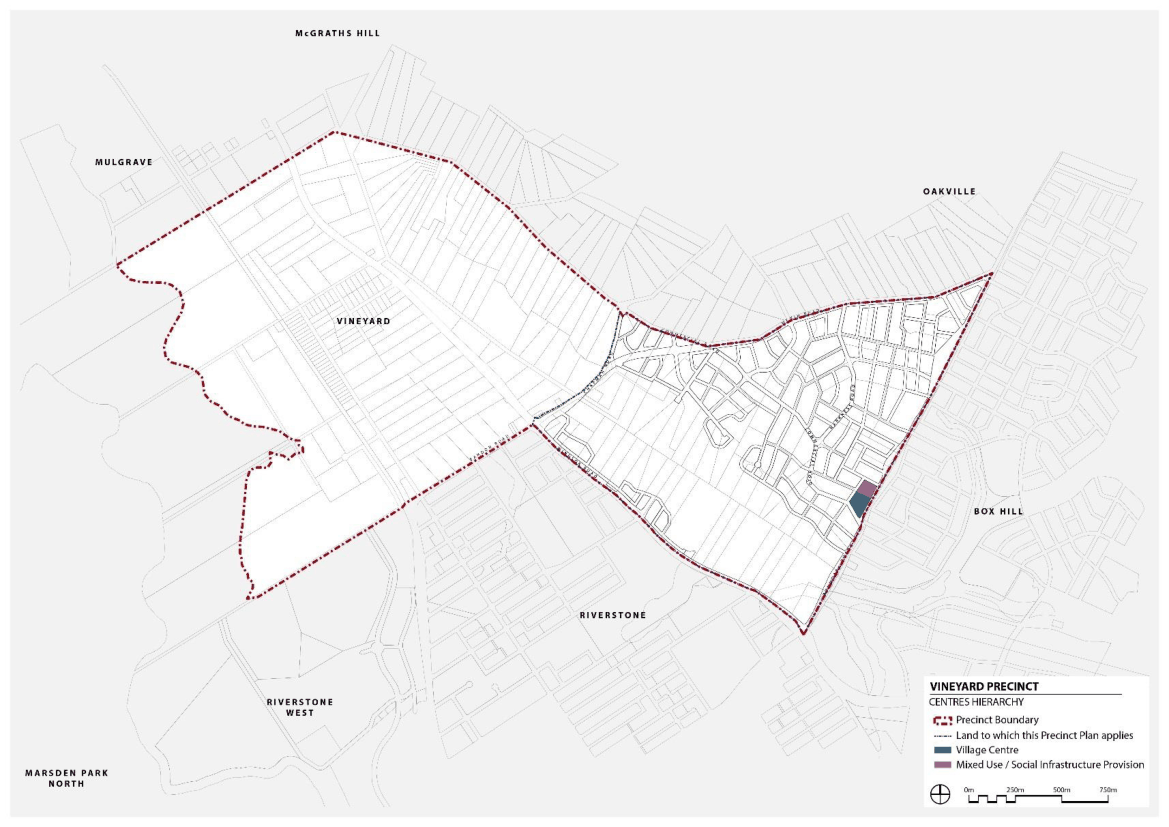 McGRATHS HILL
MULGRAVE
OAKVILLE
VINEYARD
BOX HILL
RIVERSTONE
RIVERSTONE
WEST
MARSDEN PARK
NORTH
VINEYARD PRECINCT
CENTRES HIERARCHY
Precinct Boundary
Land to which this Precinct Plan applies
Village Centre
Mixed Use / Social Infrastructure Provision
0m 250m 500m 750m